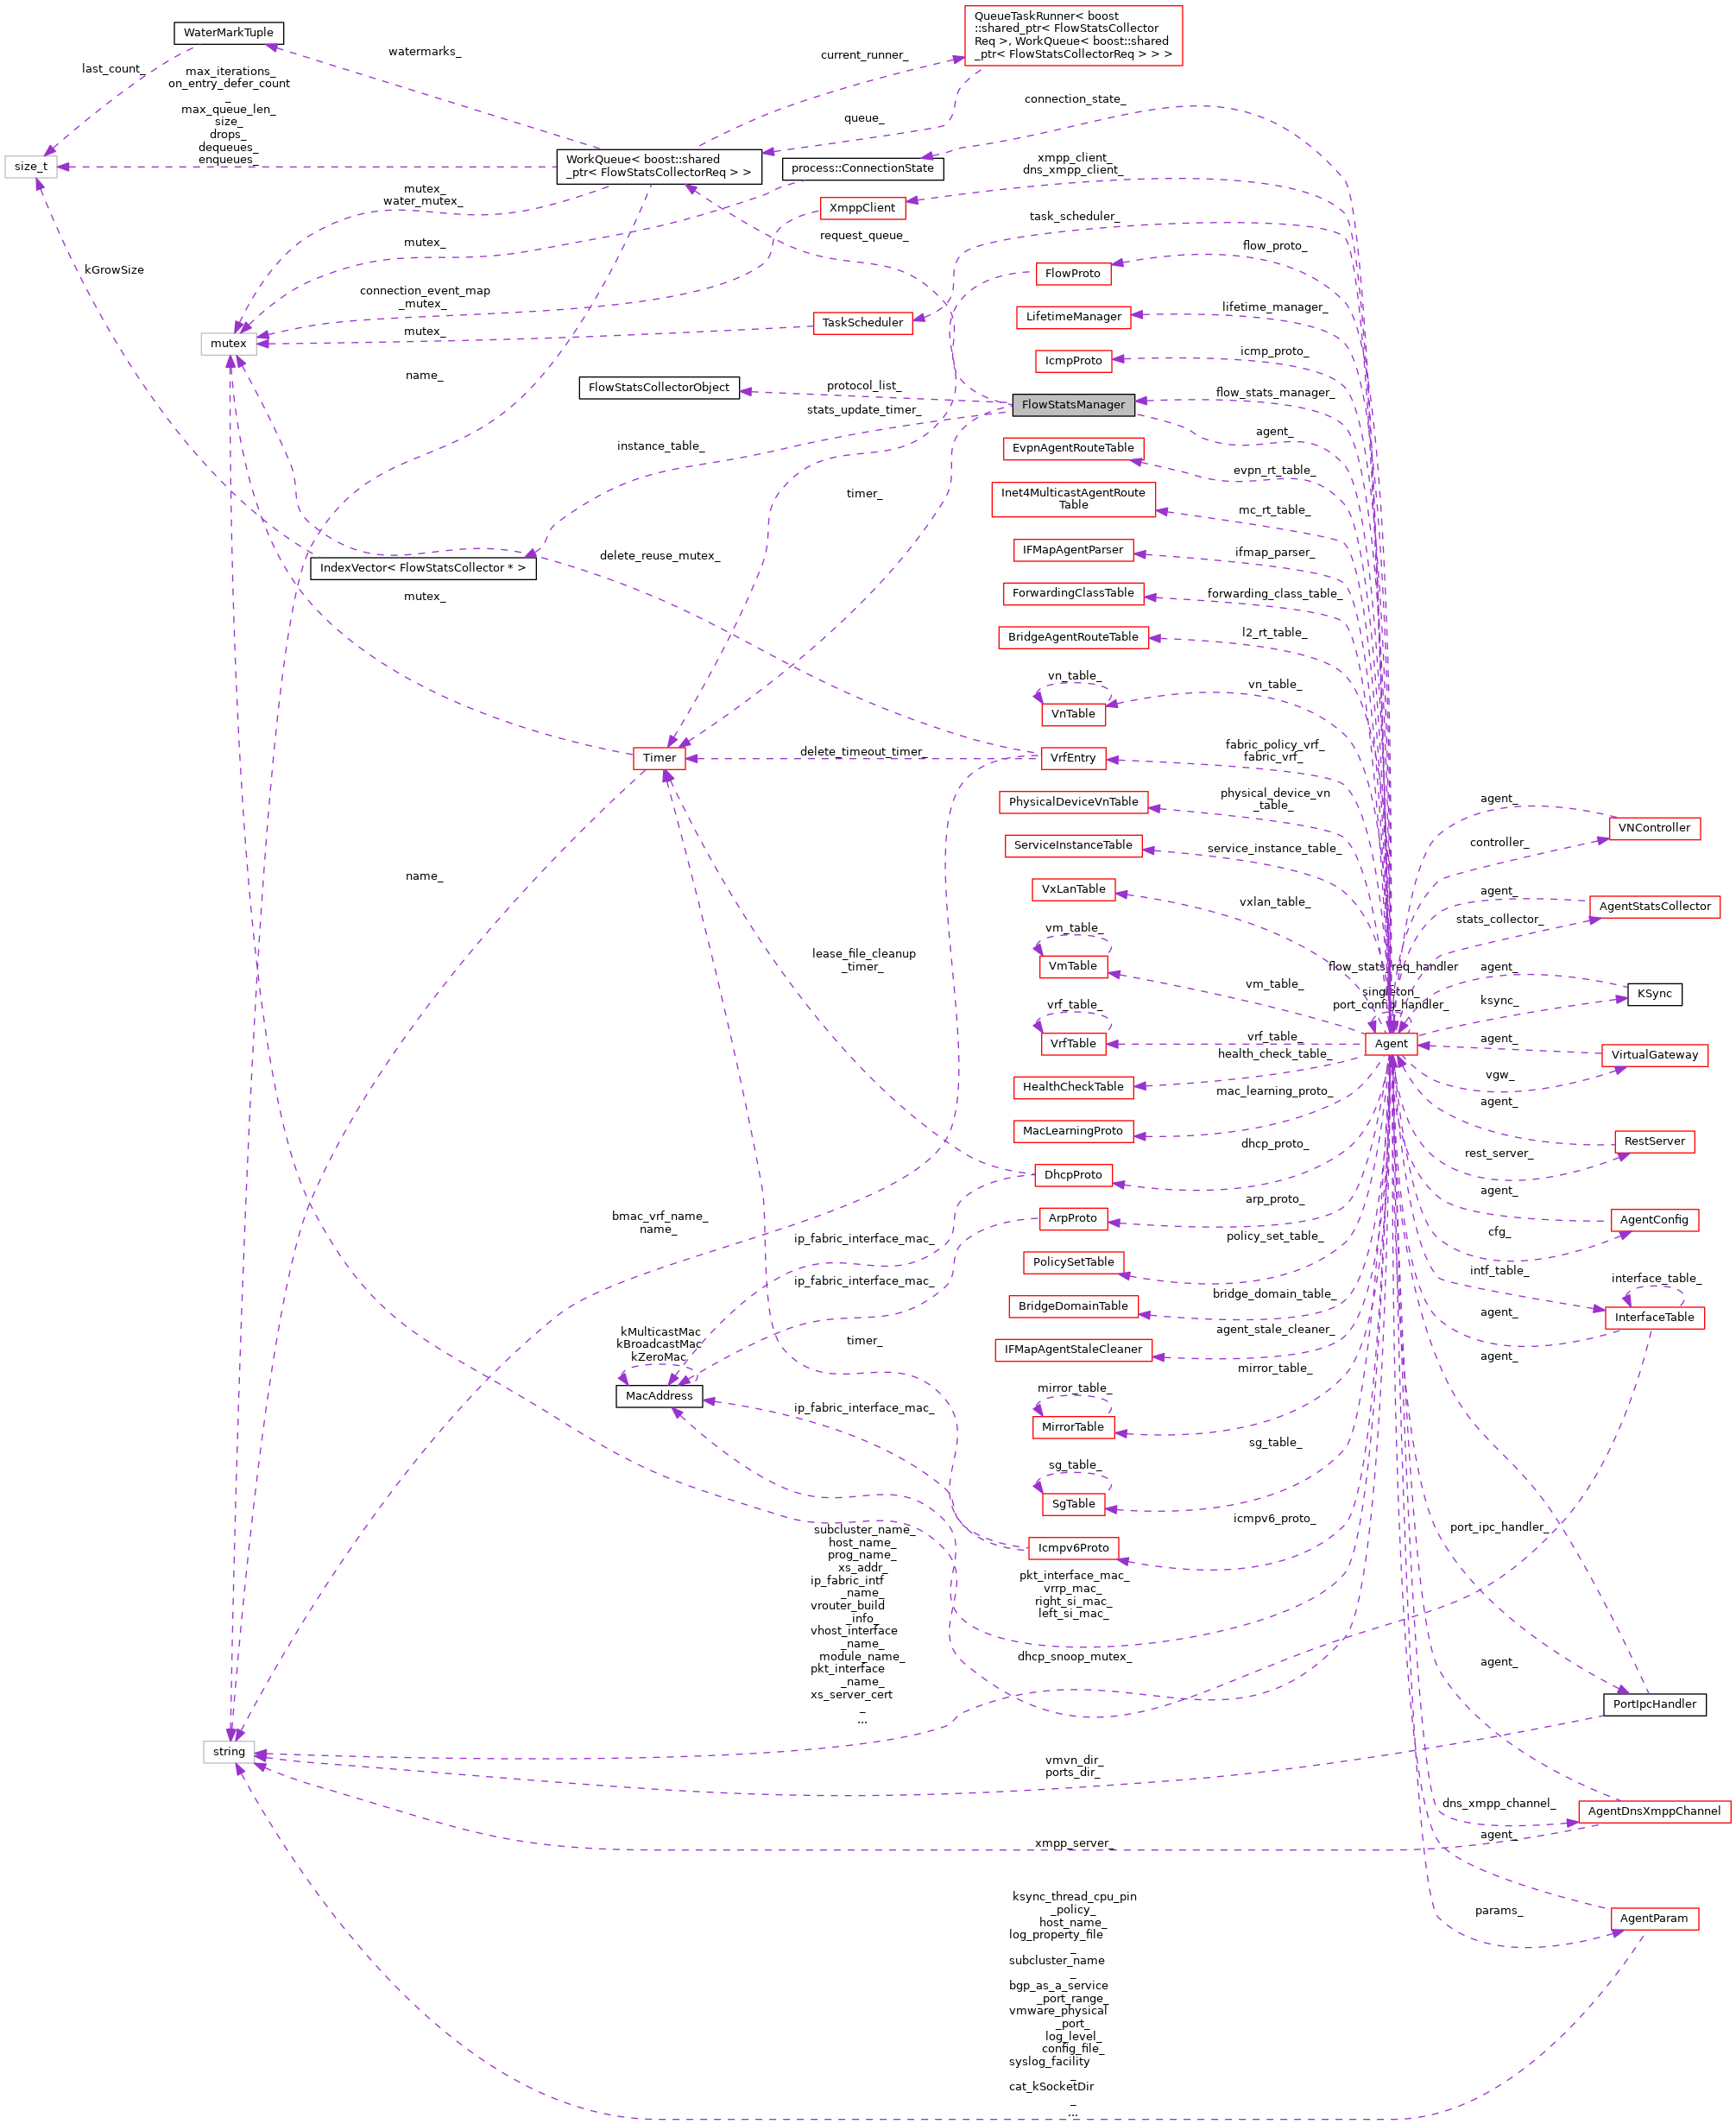 QueueTaskRunner< boost
::shared_ptr< FlowStatsCollector
Req >, WorkQueue< boost::shared
_ptr< FlowStatsCollectorReq > > >
WaterMarkTuple
watermarks_
current_runner_
last_count_
max_iterations_
on_entry_defer_count
_
max_queue_len_
size_
drops_
dequeues_
enqueues_
connection_state_
queue_
size_t
WorkQueue< boost::shared
_ptr< FlowStatsCollectorReq > >
process::ConnectionState
xmpp_client_
dns_xmpp_client_
mutex_
water_mutex_
XmppClient
task_scheduler_
mutex_
request_queue_
flow_proto_
kGrowSize
FlowProto
connection_event_map
_mutex_
lifetime_manager_
LifetimeManager
TaskScheduler
mutex_
mutex
icmp_proto_
IcmpProto
name_
FlowStatsCollectorObject
protocol_list_
flow_stats_manager_
FlowStatsManager
stats_update_timer_
agent_
instance_table_
EvpnAgentRouteTable
evpn_rt_table_
timer_
Inet4MulticastAgentRoute
Table
mc_rt_table_
IFMapAgentParser
ifmap_parser_
delete_reuse_mutex_
IndexVector< FlowStatsCollector * >
ForwardingClassTable
forwarding_class_table_
mutex_
BridgeAgentRouteTable
l2_rt_table_
vn_table_
vn_table_
VnTable
fabric_policy_vrf_
fabric_vrf_
Timer
delete_timeout_timer_
VrfEntry
PhysicalDeviceVnTable
physical_device_vn
_table_
agent_
VNController
ServiceInstanceTable
service_instance_table_
controller_
name_
VxLanTable
vxlan_table_
agent_
AgentStatsCollector
stats_collector_
vm_table_
lease_file_cleanup
_timer_
VmTable
flow_stats_req_handler
_
singleton_
port_config_handler_
agent_
vm_table_
KSync
ksync_
vrf_table_
VrfTable
vrf_table_
Agent
agent_
VirtualGateway
health_check_table_
HealthCheckTable
vgw_
mac_learning_proto_
agent_
MacLearningProto
dhcp_proto_
RestServer
rest_server_
DhcpProto
agent_
arp_proto_
bmac_vrf_name_
name_
ArpProto
AgentConfig
ip_fabric_interface_mac_
policy_set_table_
cfg_
PolicySetTable
intf_table_
ip_fabric_interface_mac_
interface_table_
bridge_domain_table_
BridgeDomainTable
agent_
InterfaceTable
kMulticastMac
kBroadcastMac
kZeroMac
timer_
agent_stale_cleaner_
IFMapAgentStaleCleaner
agent_
mirror_table_
MacAddress
mirror_table_
ip_fabric_interface_mac_
MirrorTable
sg_table_
sg_table_
SgTable
icmpv6_proto_
port_ipc_handler_
Icmpv6Proto
subcluster_name_
host_name_
prog_name_
xs_addr_
ip_fabric_intf
_name_
vrouter_build
_info_
vhost_interface
_name_
module_name_
pkt_interface
_name_
xs_server_cert
_
...
pkt_interface_mac_
vrrp_mac_
right_si_mac_
left_si_mac_
dhcp_snoop_mutex_
agent_
PortIpcHandler
string
vmvn_dir_
ports_dir_
dns_xmpp_channel_
AgentDnsXmppChannel
xmpp_server_
agent_
ksync_thread_cpu_pin
_policy_
host_name_
log_property_file
_
subcluster_name
_
bgp_as_a_service
_port_range_
vmware_physical
_port_
log_level_
config_file_
syslog_facility
_
cat_kSocketDir
_
...
params_
AgentParam